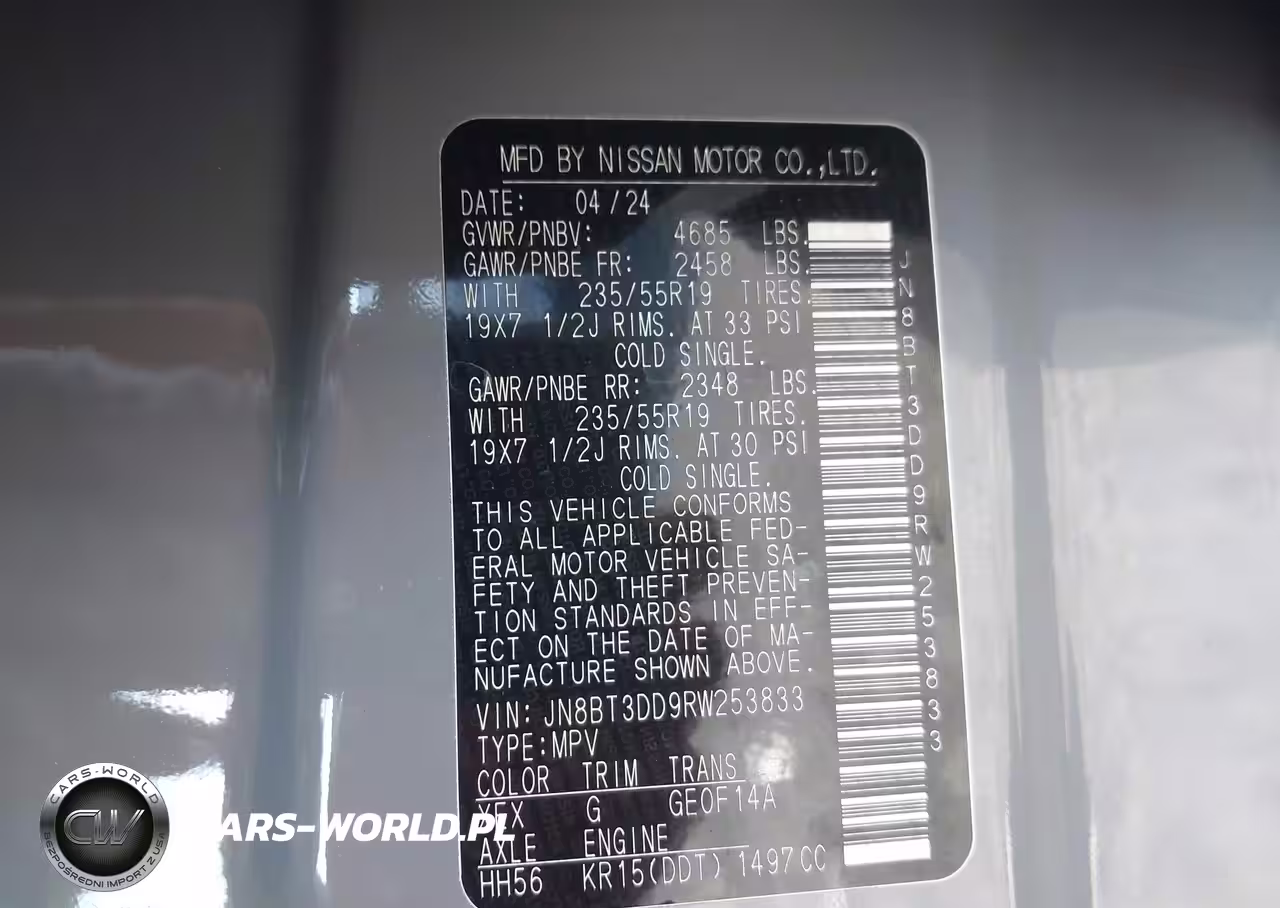 MFD BY NISSAN MOTOR CO.,LTD.
DATE: 04/24
GVWR/PNBV: 4685 LBS.
GAWR/PNBE FR: 2458 LBS.
WITH 235/55R19 TIRES.
19X7 1/2J RIMS. AT 33 PSI
COLD SINGLE.
GAWR/PNBE RR: 2348 LBS.
WITH 235/55R19 TIRES.
19X7 1/2J RIMS. AT 30 PSI
COLD SINGLE.
THIS VEHICLE CONFORMS
TO ALL APPLICABLE FED-
ERAL MOTOR VEHICLE SA-
FETY AND THEFT PREVEN-
TION STANDARDS IN EFF-
ECT ON THE DATE OF MA-
NUFACTURE SHOWN ABOVE.
VIN: JN8BT3DD9RW253833
TYPE: MPV
COLOR TRIM TRANS
G GEOF14A
AXLE ENGINE
HH56 KR15(DDT) 1497CC
JN8BT3DD9RW253833
CARS-WORLD
CW
BEZPOŚREDNI IMPORT Z USA
CARS-WORLD.PL